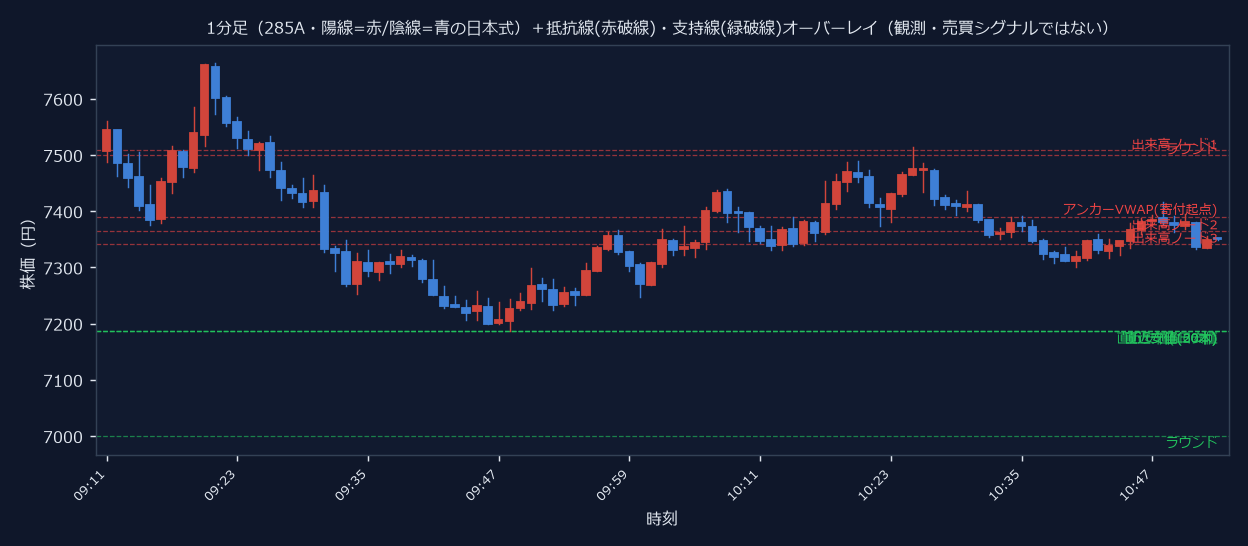 1分足（285A・陽線=赤/陰線=青の日本式）＋抵抗線(赤破線)・支持線(緑破線)オーバーレイ（観測・売買シグナルではない）
株価（円）
7600
7500
7400
7300
7200
7100
7000
出来高ノード1
ラウンド
アンカーVWAP(寄付起点)
出来高ノード2
出来高ノード3
ラウンド
09:11
09:23
09:35
09:47
09:59
10:11
10:23
10:35
10:47
時刻